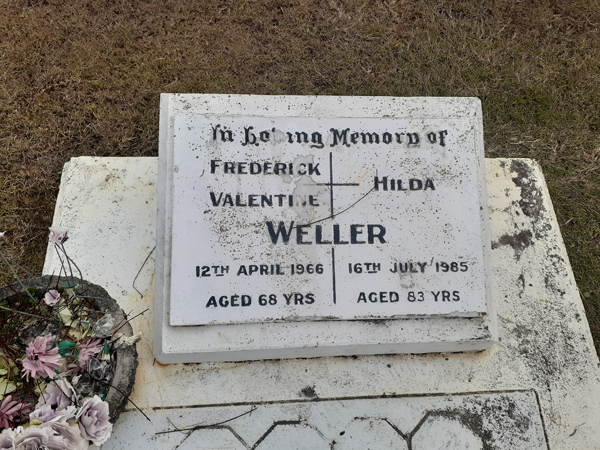 In Loving Memory of
FREDERICK
VALENTINE
HILDA
WELLER
12TH APRIL 1966
AGED 68 YRS
16TH JULY 1985
AGED 83 YRS